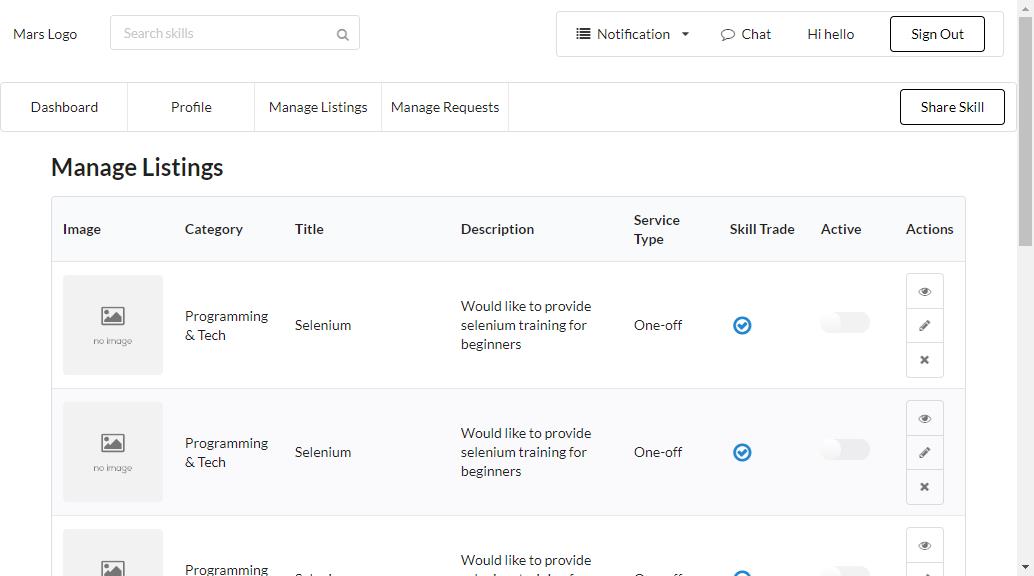 Mars Logo
Search skills
Notification
Chat
Hi hello
Sign Out
Dashboard
Profile
Manage Listings
Manage Requests
Share Skill
Manage Listings
Image
Category
Title
Description
Service
Type
Skill Trade
Active
Actions
no image
Programming
& Tech
Selenium
Would like to provide
selenium training for
beginners
One-off
no image
Programming
& Tech
Selenium
Would like to provide
selenium training for
beginners
One-off
Programming
Would like to provide